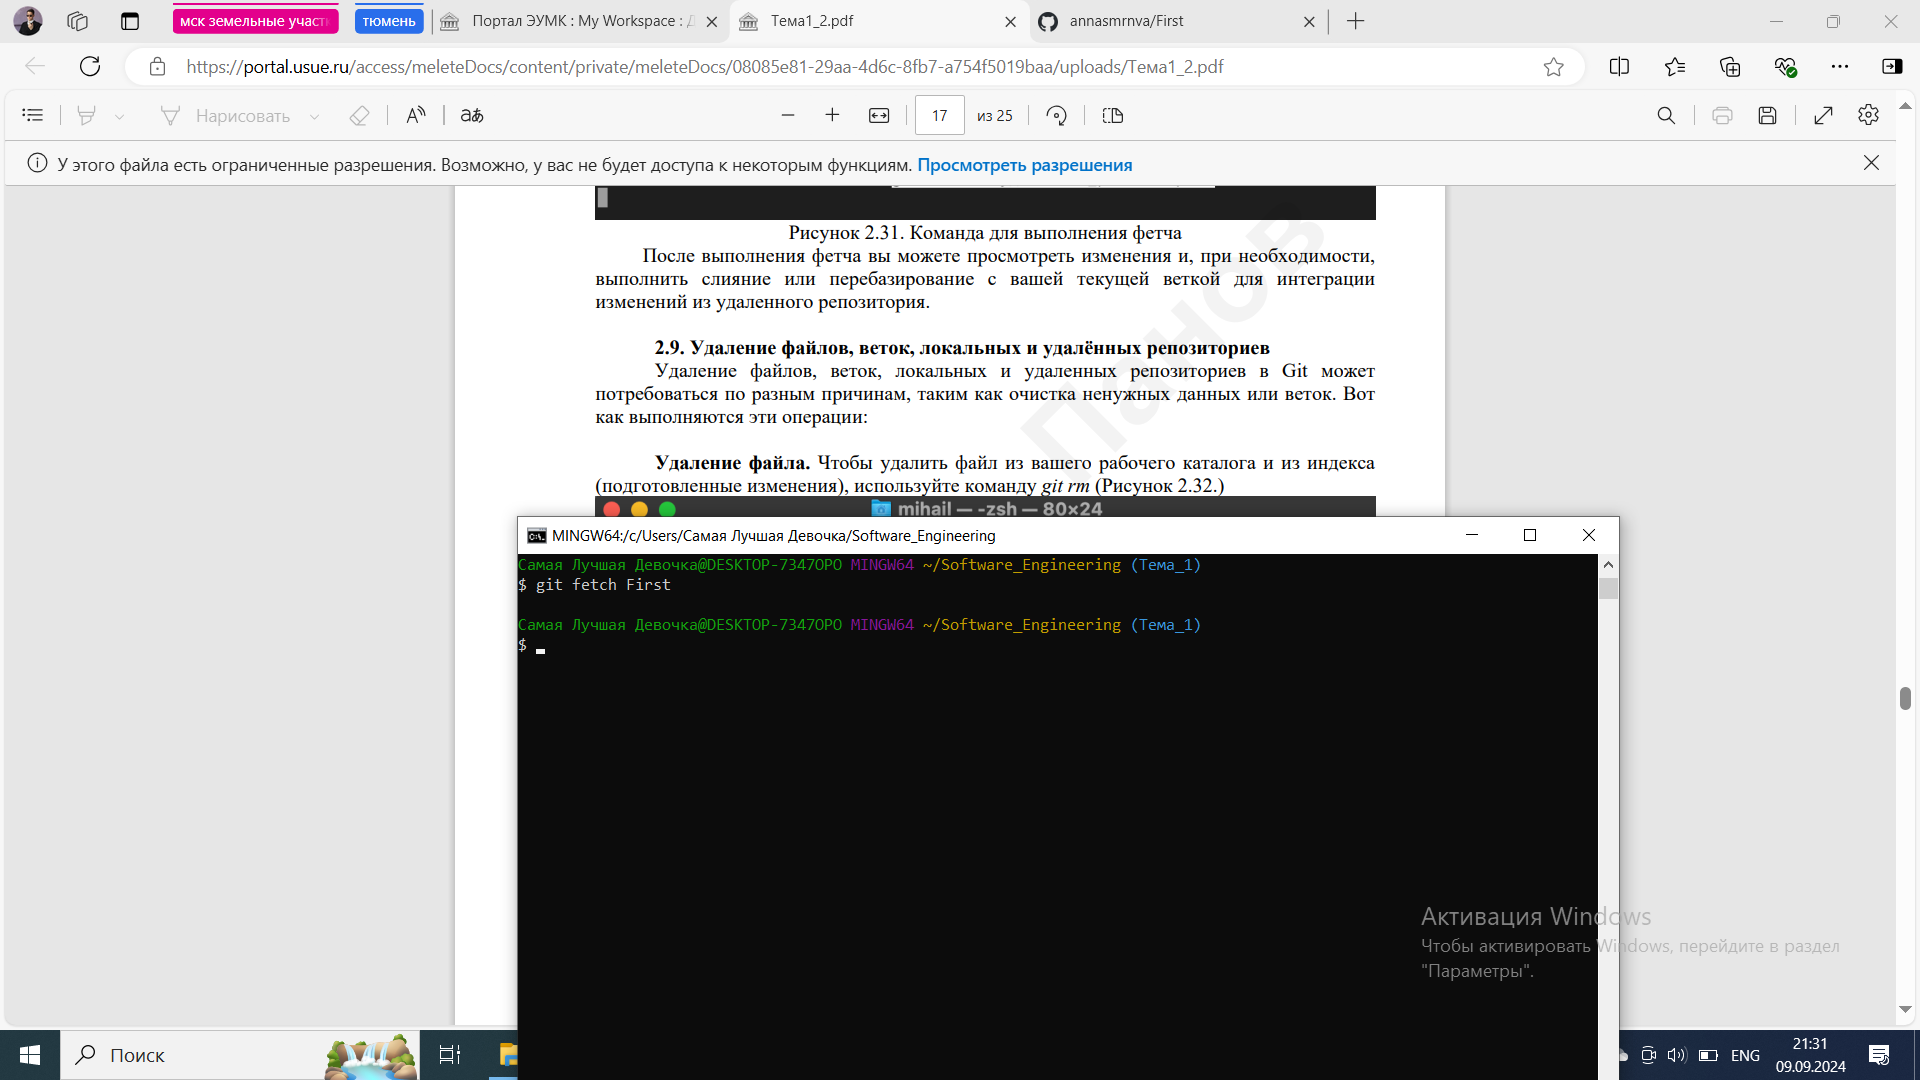 мск земельные участ
тюмень
Портал ЭУМК : My Workspace : Д
Тема1_2.pdf
annasmrnva/First
https://portal.usue.ru/access/meleteDocs/content/private/meleteDocs/08085e81-29aa-4d6c-8fb7-a754f5019baa/uploads/Тема1_2.pdf
Нарисовать
аあ
17
из 25
У этого файла есть ограниченные разрешения. Возможно, у вас не будет доступа к некоторым функциям. Просмотреть разрешения
Рисунок 2.31. Команда для выполнения фетча
После выполнения фетча вы можете просмотреть изменения и, при необходимости,
выполнить слияние или перебазирование с вашей текущей веткой для интеграции
изменений из удаленного репозитория.
Панов
2.9. Удаление файлов, веток, локальных и удалённых репозиториев
Удаление файлов, веток, локальных и удаленных репозиториев в Git может
потребоваться по разным причинам, таким как очистка ненужных данных или веток. Вот
как выполняются эти операции:
Удаление файла. Чтобы удалить файл из вашего рабочего каталога и из индекса
(подготовленные изменения), используйте команду git rm (Рисунок 2.32.)
mihail — -zsh — 80×24
MINGW64:/c/Users/Самая Лучшая Девочка/Software_Engineering
Самая Лучшая Девочка@DESKTOP-7347OPO MINGW64 ~/Software_Engineering (Тема_1)
$ git fetch First
Самая Лучшая Девочка@DESKTOP-7347OPO MINGW64 ~/Software_Engineering (Тема_1)
$
Активация Windows
Чтобы активировать Windows, перейдите в раздел
"Параметры".
Поиск
ENG
21:31
09.09.2024